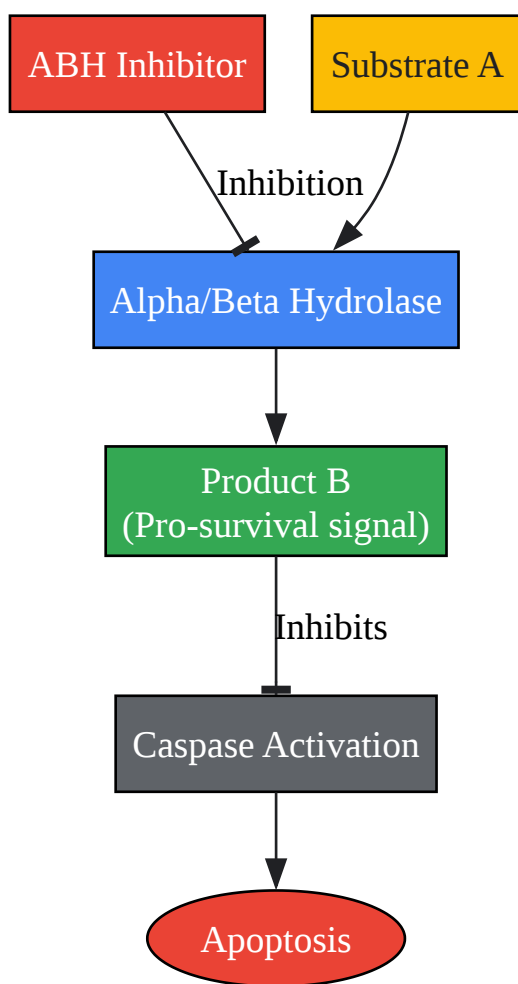 ABH Inhibitor
Substrate A
Inhibition
Alpha/Beta Hydrolase
Product B
(Pro-survival signal)
Inhibits
Caspase Activation
Apoptosis